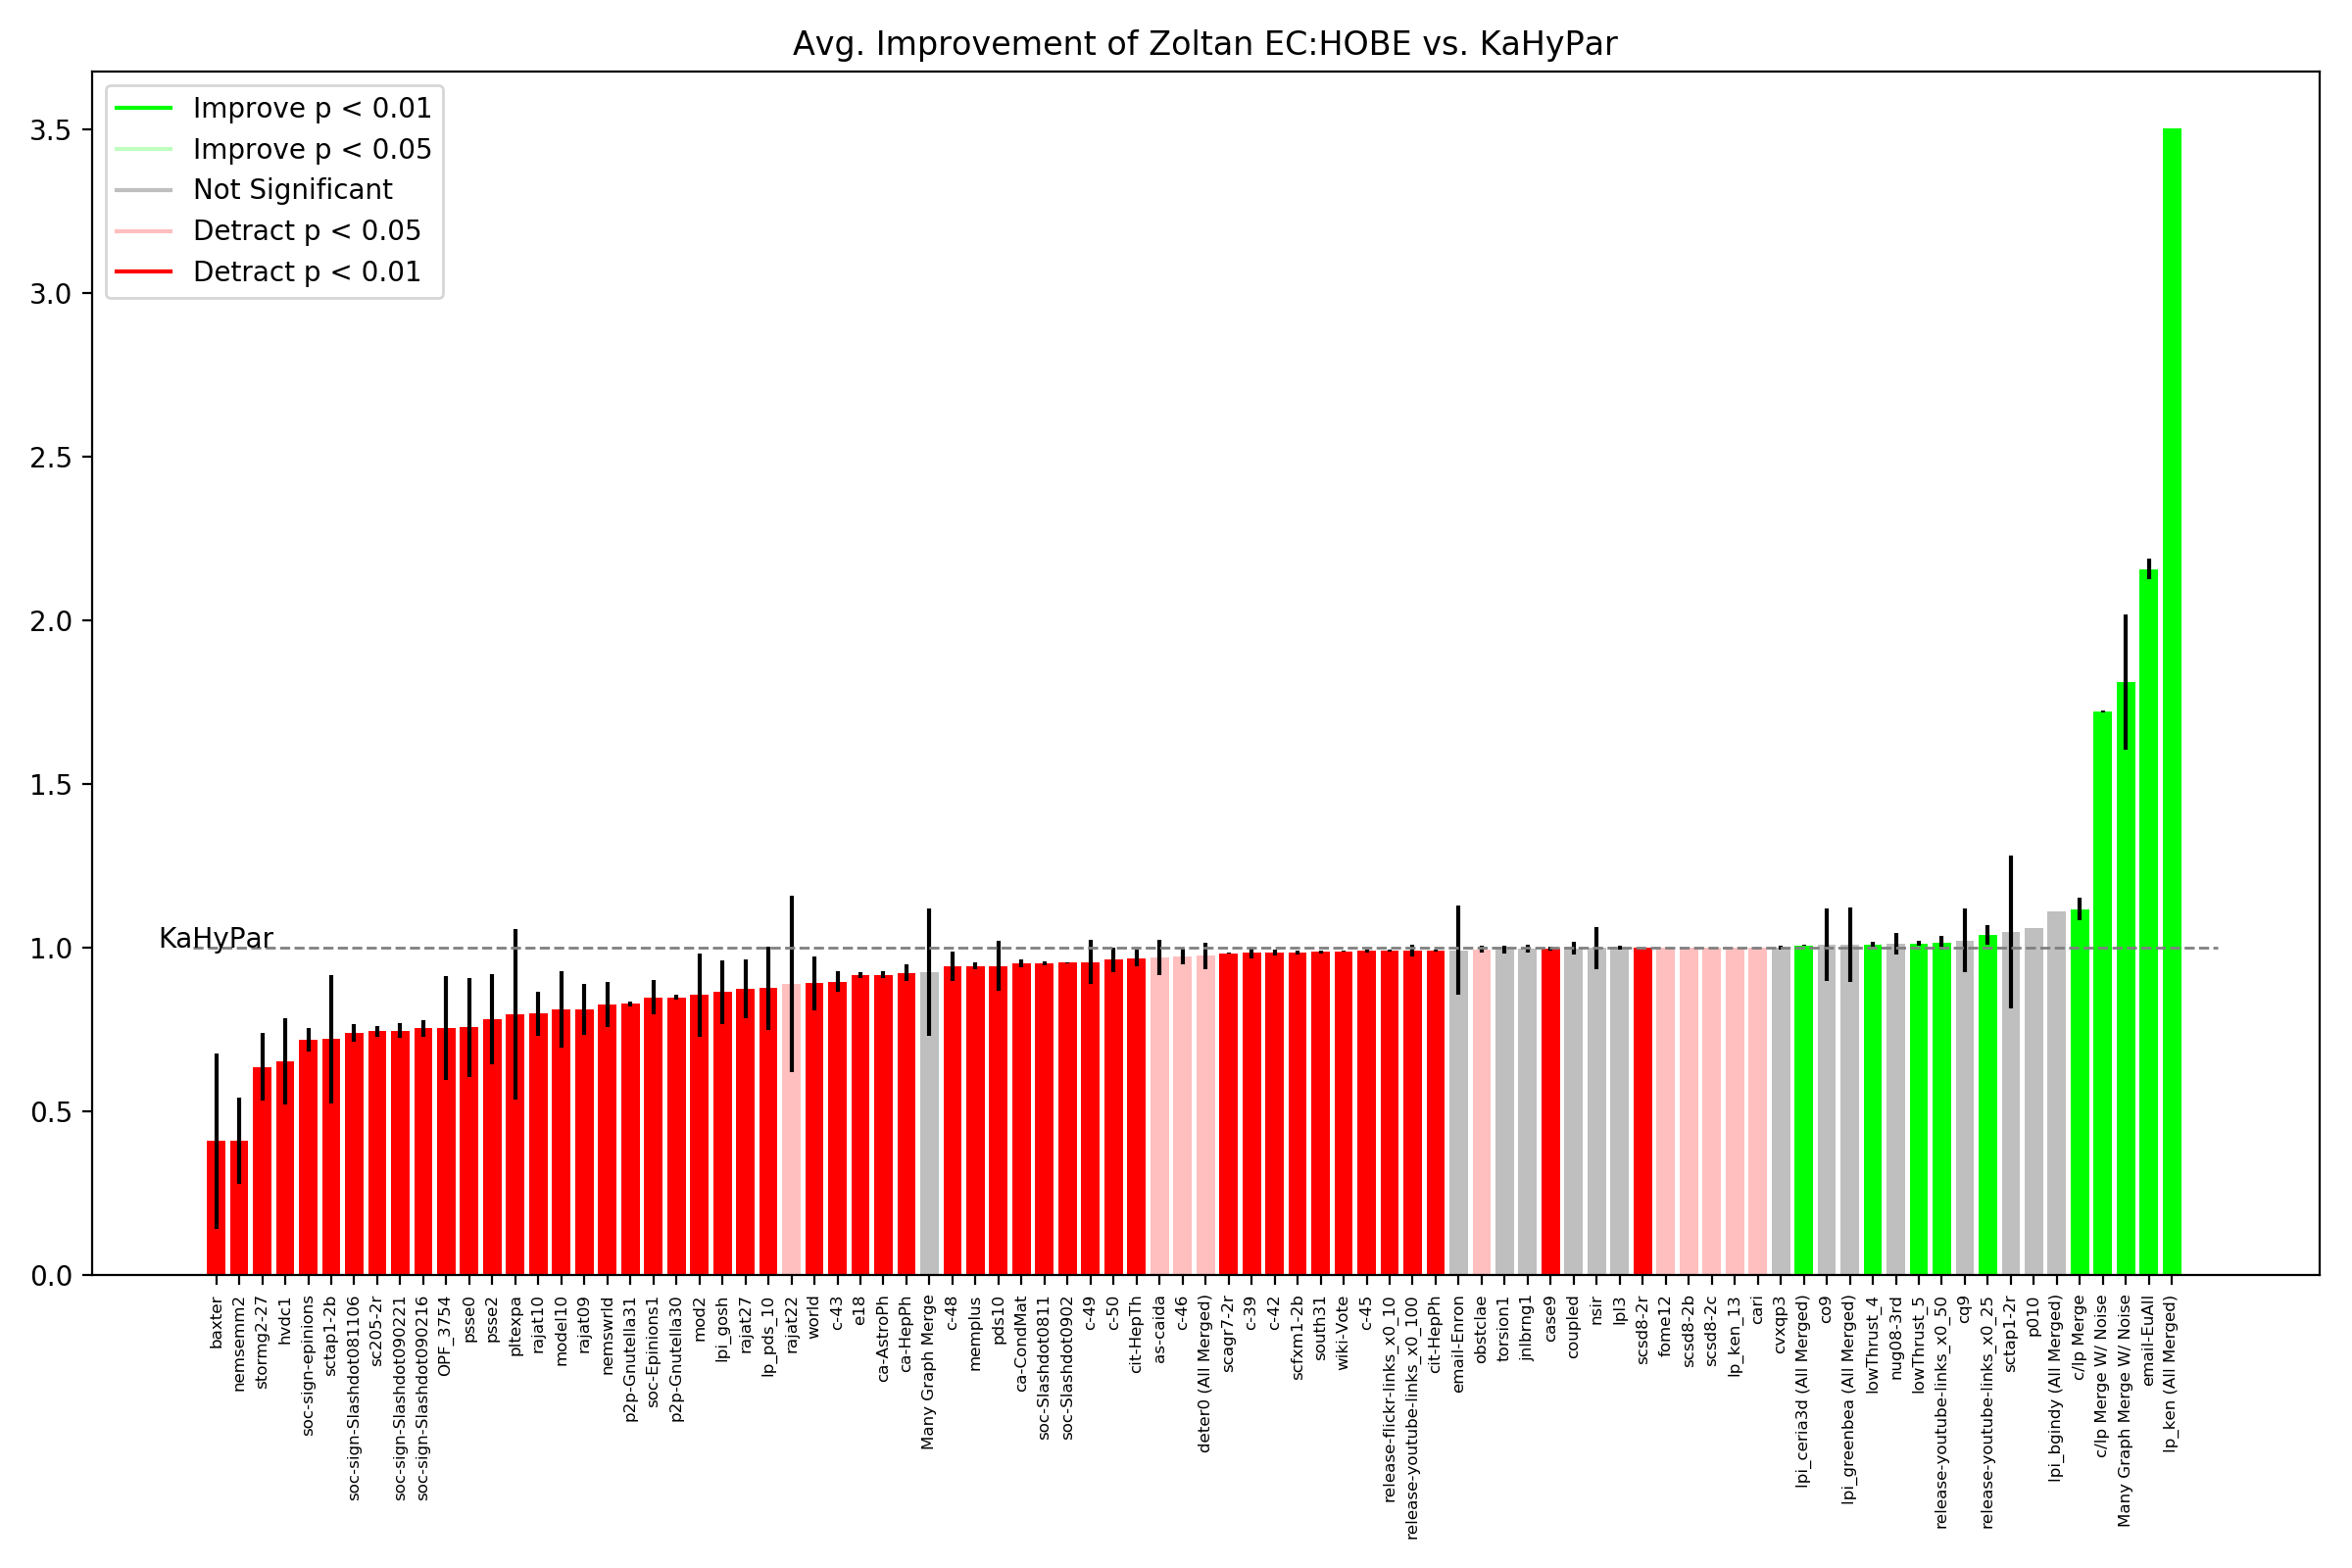 Avg. Improvement of Zoltan EC:HOBE vs. KaHyPar
Improve p < 0.01
Improve p < 0.05
Not Significant
Detract p < 0.05
Detract p < 0.01
3.5
3.0
2.5
2.0
1.5
1.0
0.5
0.0
KaHyPar
baxter
nemsemm2
stormg2-27
hvdc1
soc-sign-epinions
sctap1-2b
soc-sign-Slashdot081106
sc205-2r
soc-sign-Slashdot090221
soc-sign-Slashdot090216
OPF_3754
psse0
psse2
pltexpa
rajat10
model10
rajat09
nemswrld
p2p-Gnutella31
soc-Epinions1
p2p-Gnutella30
mod2
lpi_gosh
rajat27
lp_pds_10
rajat22
world
c-43
e18
ca-AstroPh
ca-HepPh
Many Graph Merge
c-48
memplus
pds10
ca-CondMat
soc-Slashdot0811
soc-Slashdot0902
c-49
c-50
cit-HepTh
as-caida
c-46
deter0 (All Merged)
scagr7-2r
c-39
c-42
scfxm1-2b
south31
wiki-Vote
c-45
release-flickr-links_x0_10
release-youtube-links_x0_100
cit-HepPh
email-Enron
obstclae
torsion1
jnlbrng1
case9
coupled
nsir
lpl3
scsd8-2r
fome12
scsd8-2b
scsd8-2c
lp_ken_13
cari
cvxqp3
lpi_ceria3d (All Merged)
co9
lpi_greenbea (All Merged)
lowThrust_4
nug08-3rd
lowThrust_5
release-youtube-links_x0_50
cq9
release-youtube-links_x0_25
sctap1-2r
p010
lpi_bgindy (All Merged)
c/lp Merge
c/lp Merge W/ Noise
Many Graph Merge W/ Noise
email-EuAll
lp_ken (All Merged)